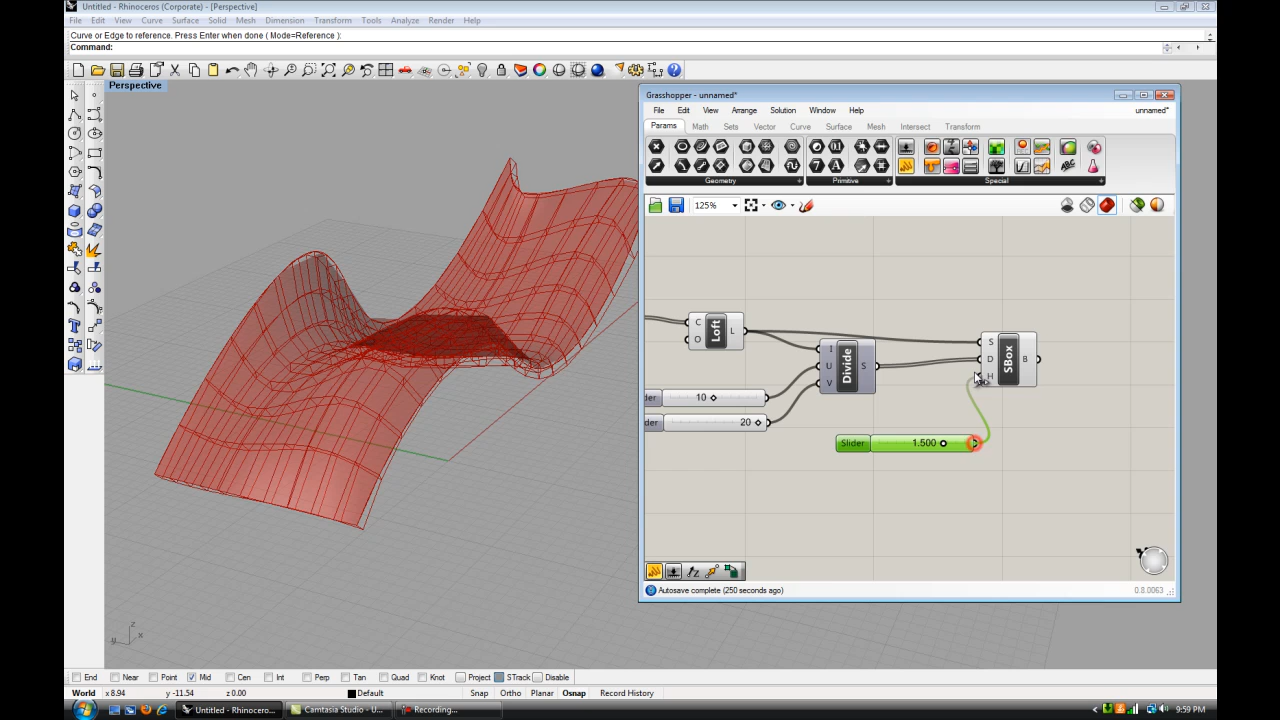 Untitled - Rhinoceros (Corporate) - [Perspective]
File Edit View Curve Surface Solid Mesh Dimension Transform Tools Analyze Render Help
Curve or Edge to reference. Press Enter when done ( Mode=Reference ):
Command:
Perspective
Grasshopper - unnamed*
File Edit View Arrange Solution Window Help unnamed*
Params Math Sets Vector Curve Surface Mesh Intersect Transform
Geometry Primitive Special
125%
C
O
Loft
L
I
U
V
Divide
S
S
D
H
SBox
B
der 10
der 20
Slider 1.500
Autosave complete (250 seconds ago) 0.8.0063
z
y x
End Near Point Mid Cen Int Perp Tan Quad Knot Project STrack Disable
World x 8.94 y -11.54 z 0.00 Default Snap Ortho Planar Osnap Record History
Untitled - Rhinocero... Camtasia Studio - U... Recording... 9:59 PM